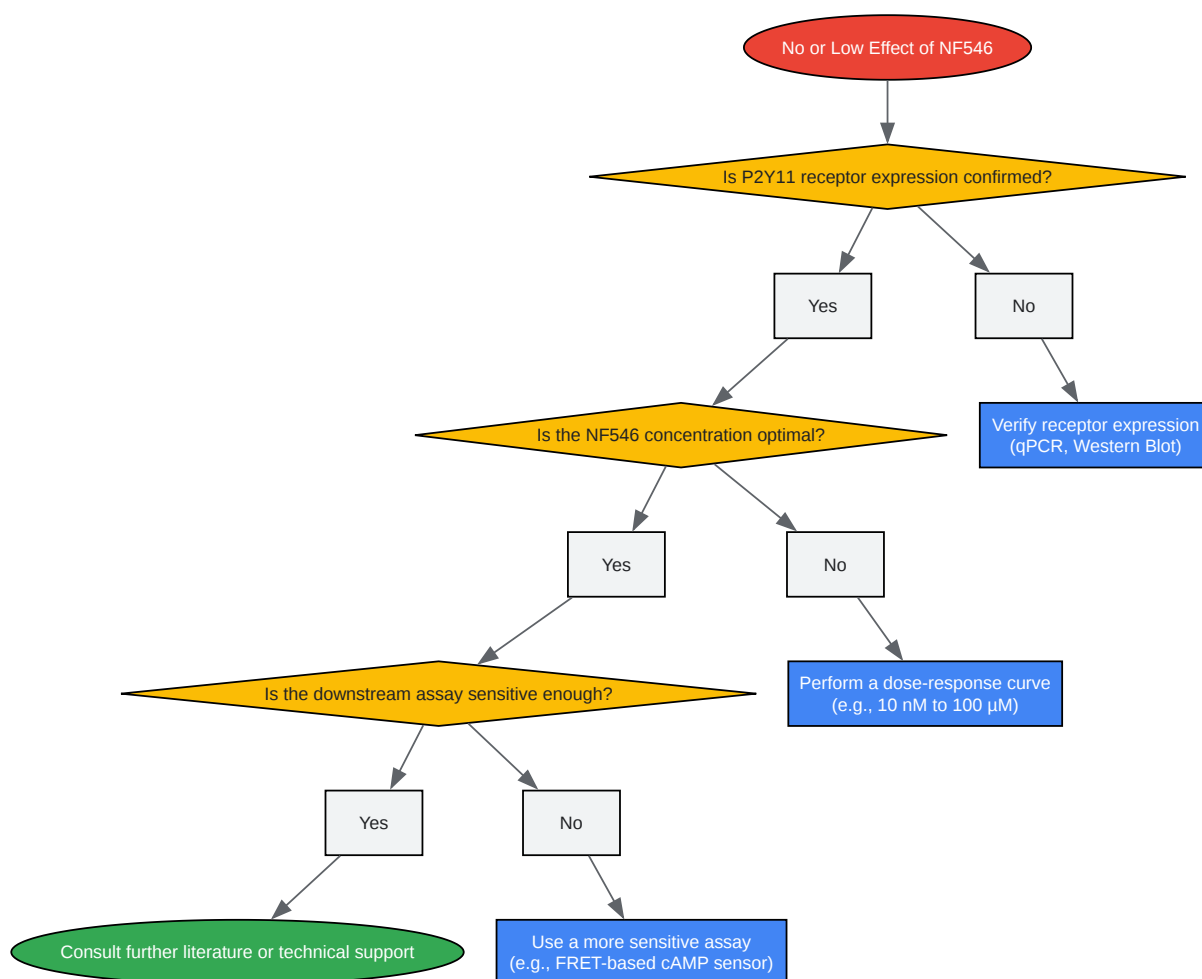 No or Low Effect of NF546
Is P2Y11 receptor expression confirmed?
Yes
No
Is the NF546 concentration optimal?
Verify receptor expression
(qPCR, Western Blot)
Yes
No
Is the downstream assay sensitive enough?
Perform a dose-response curve
(e.g., 10 nM to 100 µM)
Yes
No
Consult further literature or technical support
Use a more sensitive assay
(e.g., FRET-based cAMP sensor)